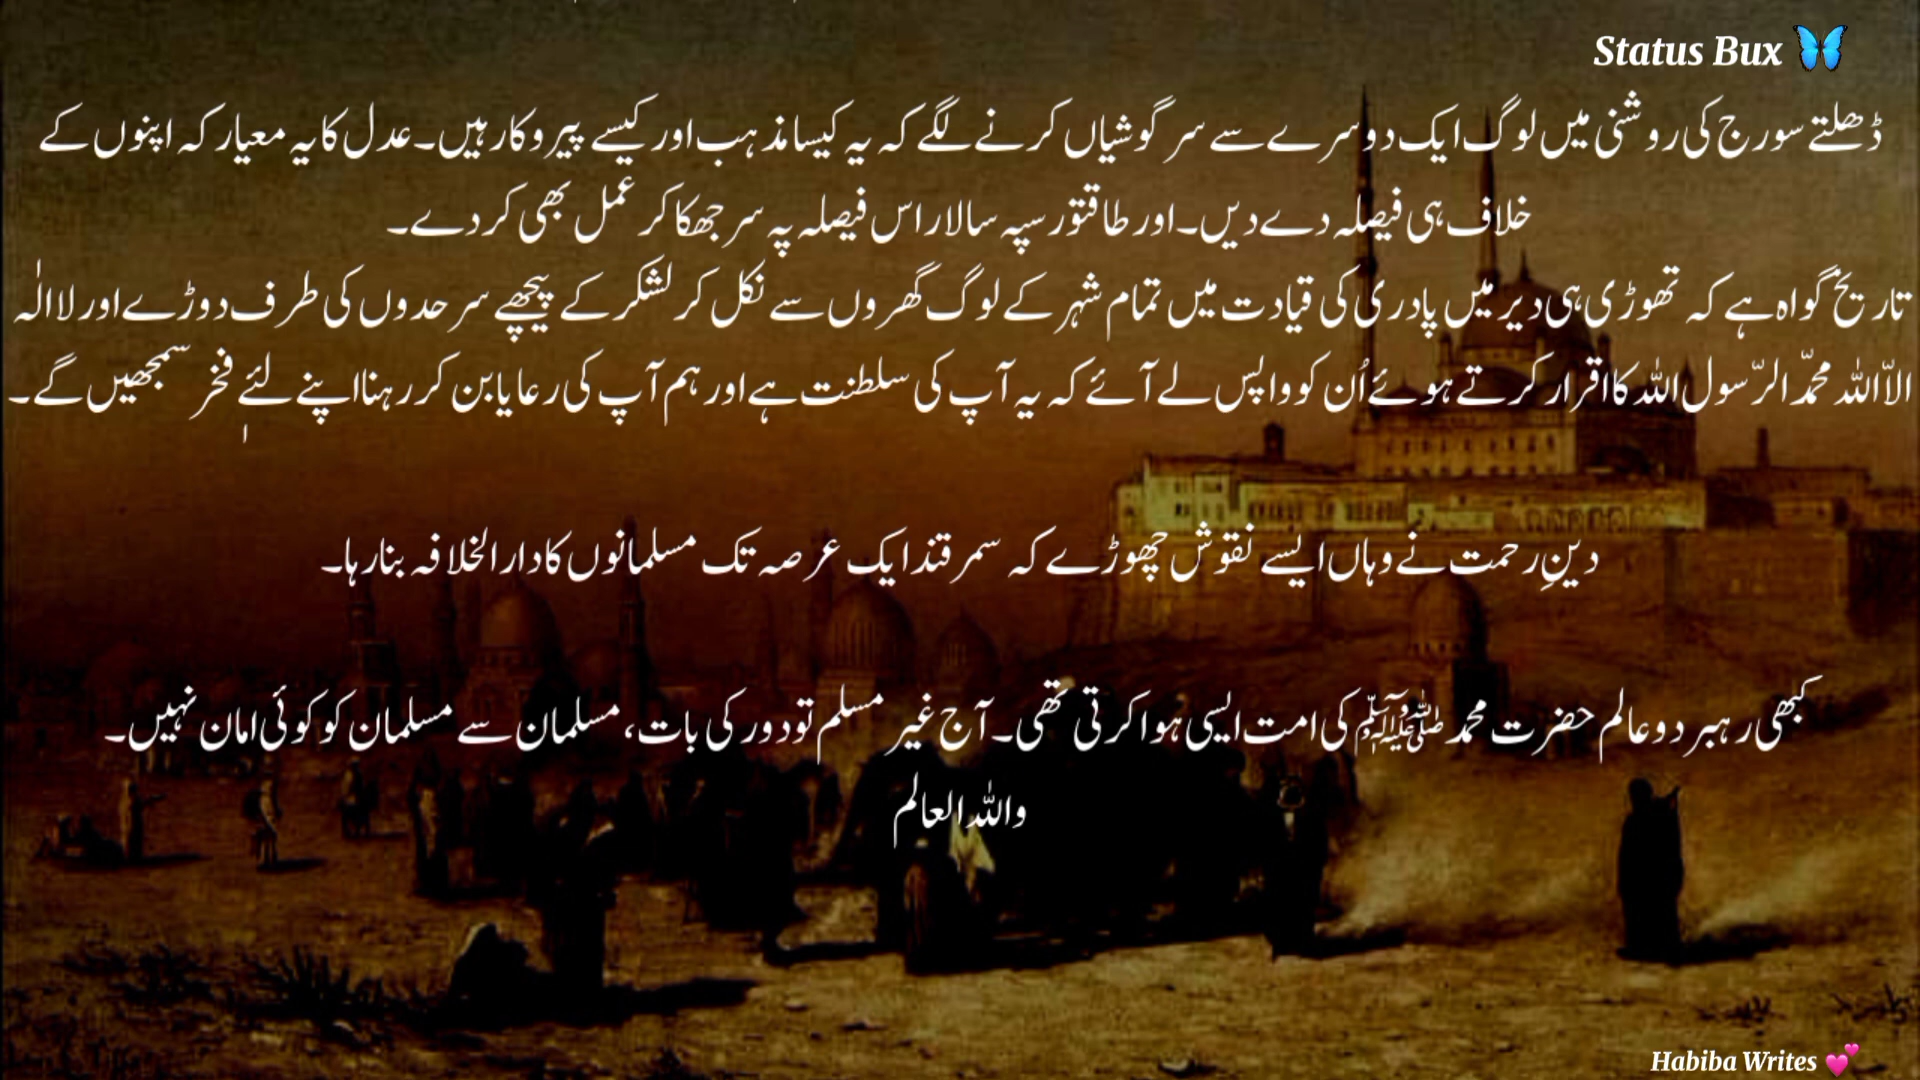 Status Bux 🦋
ڈھلتے سورج کی روشنی میں لوگ ایک دوسرے سے سرگوشیاں کرنے لگے کہ یہ کیسا مذہب اور کیسے پیروکار ہیں۔ عدل کا یہ معیار کہ اپنوں کے
خلاف ہی فیصلہ دے دیں۔ اور طاقتور سپہ سالار اس فیصلہ پہ سر جھکا کر عمل بھی کر دے۔
تاریخ گواہ ہے کہ تھوڑی ہی دیر میں پادری کی قیادت میں تمام شہر کے لوگ گھروں سے نکل کر لشکر کے پیچھے سرحدوں کی طرف دوڑے اور لا الٰہ
الاّ اللہ محمّد الرّسول اللہ کا اقرار کرتے ہوئے اُن کو واپس لے آئے کہ یہ آپ کی سلطنت ہے اور ہم آپ کی رعایا بن کر رہنا اپنے لئے فخر سمجھیں گے۔
دینِ رحمت نے وہاں ایسے نقوش چھوڑے کہ سمرقند ایک عرصہ تک مسلمانوں کا دارالخلافہ بنا رہا۔
کبھی رہبر دو عالم حضرت محمد ﷺ کی امت ایسی ہوا کرتی تھی۔ آج غیر مسلم تو دور کی بات، مسلمان سے مسلمان کو کوئی امان نہیں۔
واللہ العالم
Habiba Writes 💕